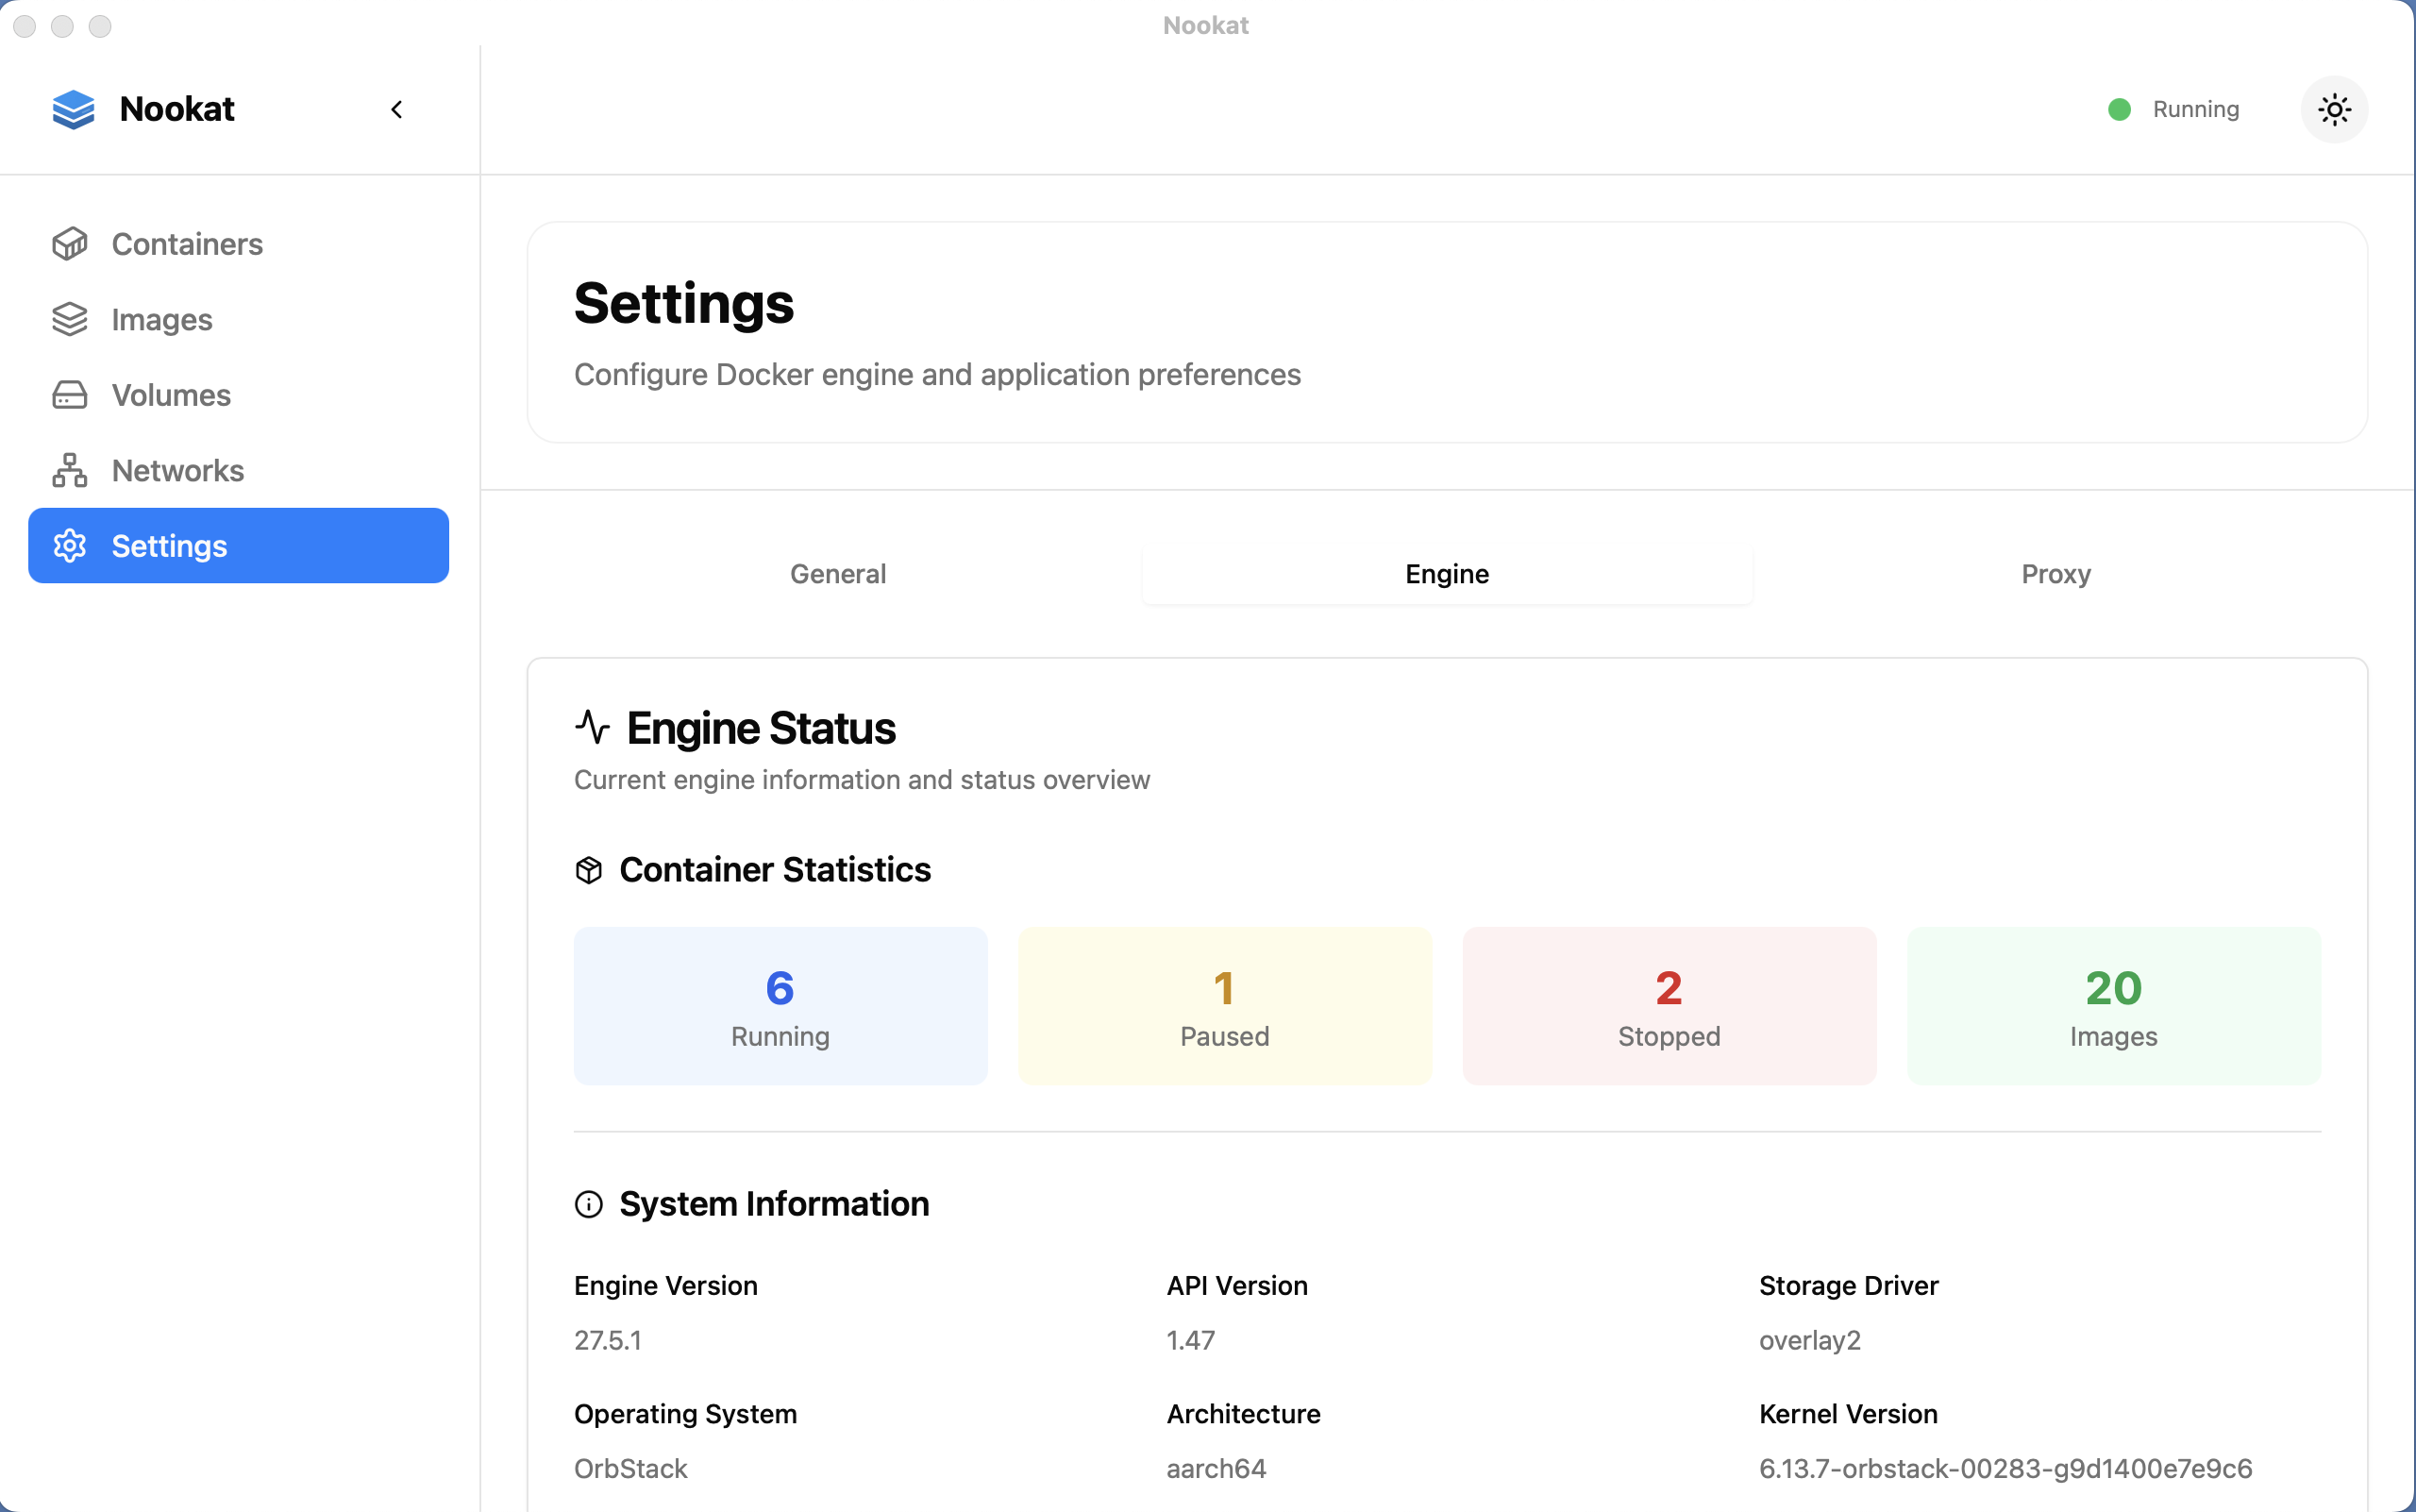 Nookat
Nookat
Running
Containers
Images
Volumes
Networks
Settings
Settings
Configure Docker engine and application preferences
General Engine Proxy
Engine Status
Current engine information and status overview
Container Statistics
6 1 2 20
Running Paused Stopped Images
System Information
Engine Version API Version Storage Driver
27.5.1 1.47 overlay2
Operating System Architecture Kernel Version
OrbStack aarch64 6.13.7-orbstack-00283-g9d1400e7e9c6